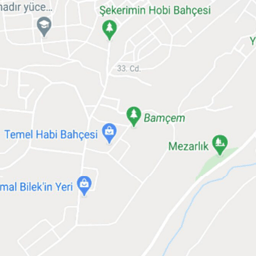 nadır yüce...
Şekerimin Hobi Bahçesi
Y
33. Cd
Bamçem
Temel Habi Bahçesi
Mezarlık
mal Bilek'in Yeri